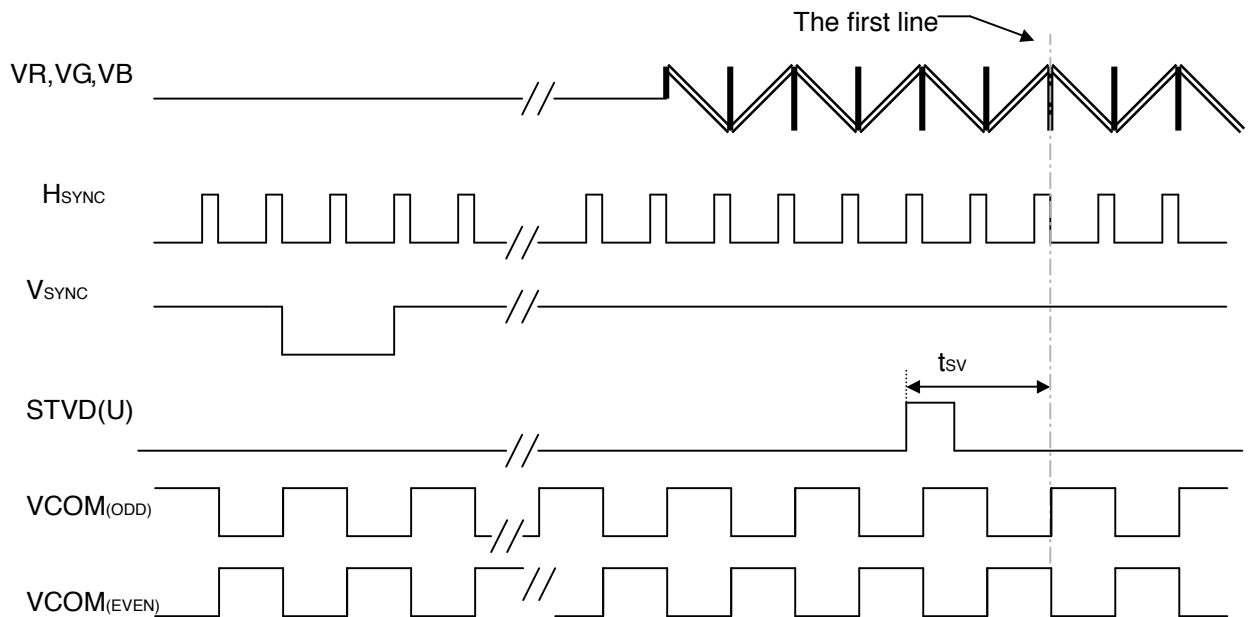 The first line
VR,VG,VB
HSYNC
VSYNC
tSV
STVD(U)
VCOM(ODD)
VCOM(EVEN)